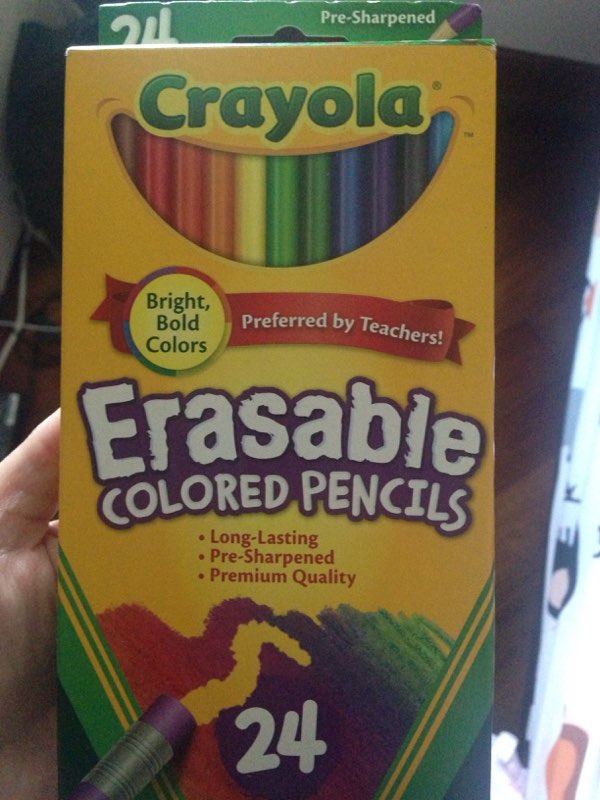 24
Pre-Sharpened
Crayola®
™
Bright,
Bold
Colors
Preferred by Teachers!
Erasable
COLORED PENCILS
• Long-Lasting
• Pre-Sharpened
• Premium Quality
24